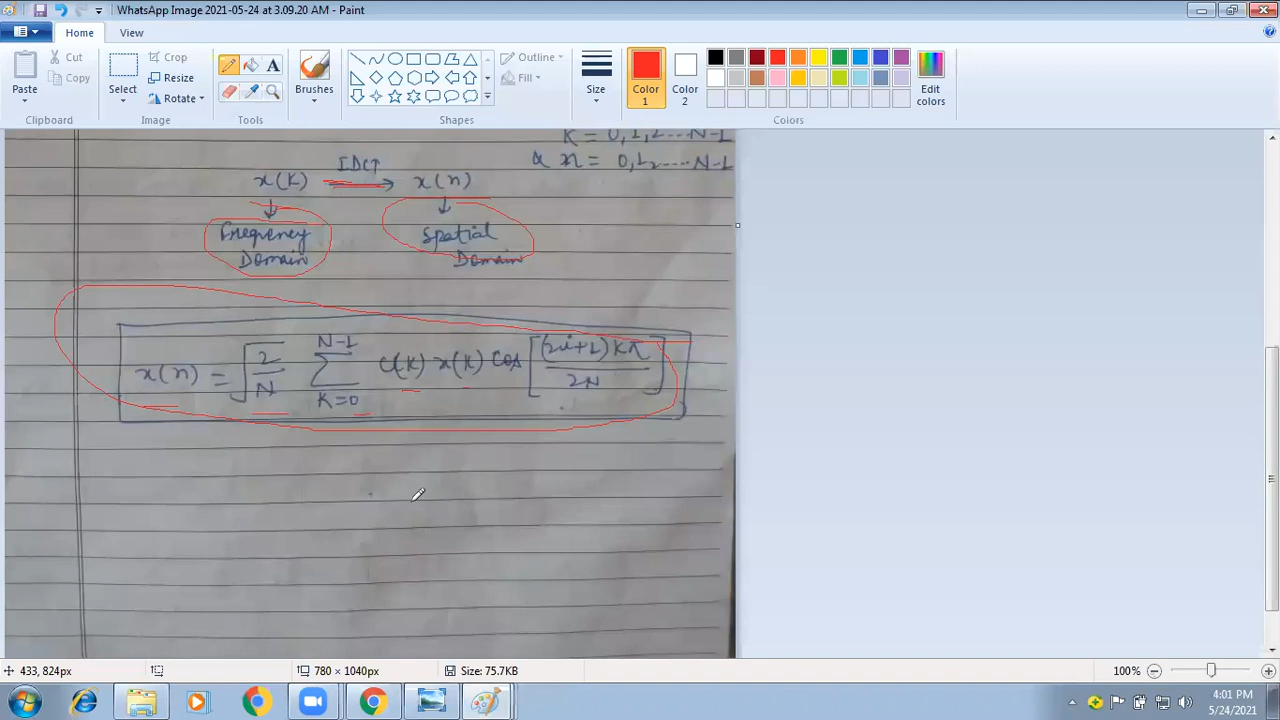 WhatsApp Image 2021-05-24 at 3.09.20 AM - Paint
Home View
Paste
Cut
Copy
Clipboard
Select
Crop
Resize
Rotate
Image
A
Tools
Brushes
Shapes
Outline
Fill
Size
Color 1
Color 2
Edit colors
Colors
K = 0,1,2....N-1
& n = 0,1,2.....N-1
x(K) IDCT → x(n)
↓ ↓
Frequency Domain
Spatial Domain
x(n) = √2/N ∑ K=0 N-1 C(K) x(K) Cos [(2i+1)Kπ/2N]
433, 824px
780 × 1040px
Size: 75.7KB
100%
4:01 PM
5/24/2021